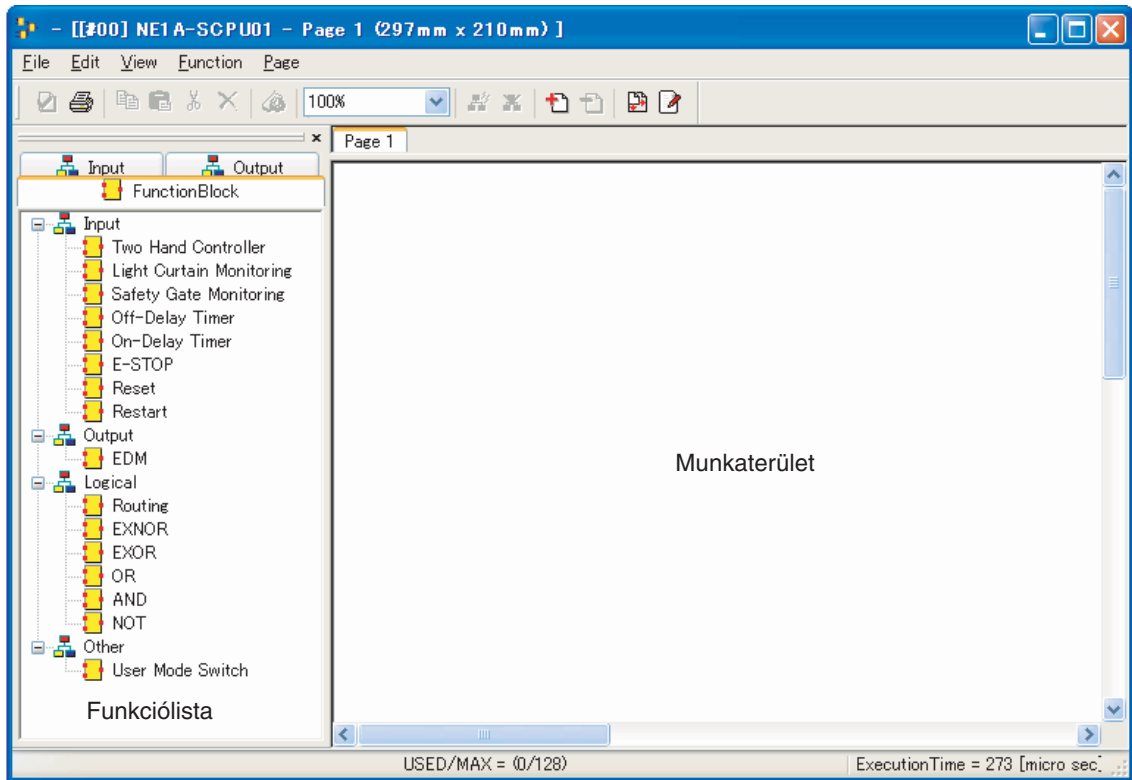 - [[#00] NE1A-SCPU01 - Page 1 (297mm x 210mm) ]
File Edit View Function Page
100%
Page 1
Input Output
FunctionBlock
Input
Two Hand Controller
Light Curtain Monitoring
Safety Gate Monitoring
Off-Delay Timer
On-Delay Timer
E-STOP
Reset
Restart
Output
EDM
Logical
Routing
EXNOR
EXOR
OR
AND
NOT
Other
User Mode Switch
Funkciólista
Munkaterület
USED/MAX = (0/128)
ExecutionTime = 273 [micro sec]